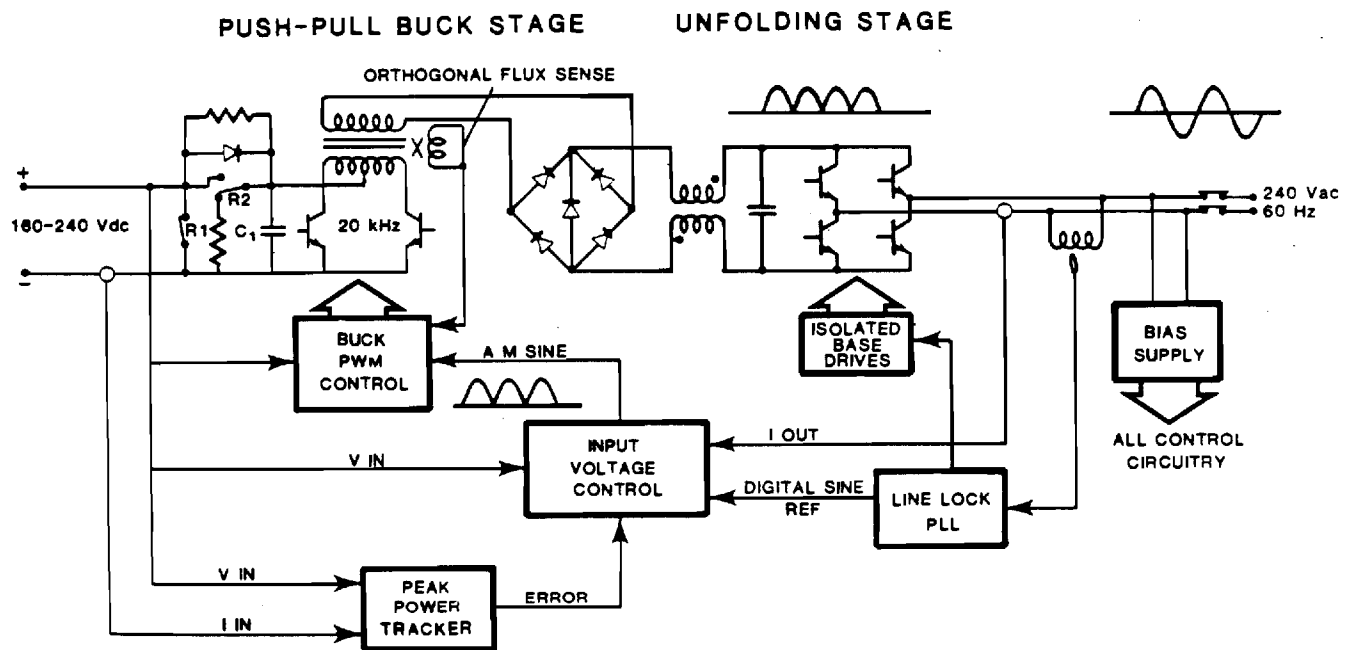 PUSH-PULL BUCK STAGE
UNFOLDING STAGE
ORTHOGONAL FLUX SENSE
+
R2
160-240 Vdc
R1
C1
20 kHz
240 Vac
60 Hz
−
BUCK
PWM
CONTROL
A M SINE
ISOLATED
BASE
DRIVES
BIAS
SUPPLY
ALL CONTROL
CIRCUITRY
I OUT
V IN
INPUT
VOLTAGE
CONTROL
DIGITAL SINE
REF
LINE LOCK
PLL
V IN
I IN
PEAK
POWER
TRACKER
ERROR